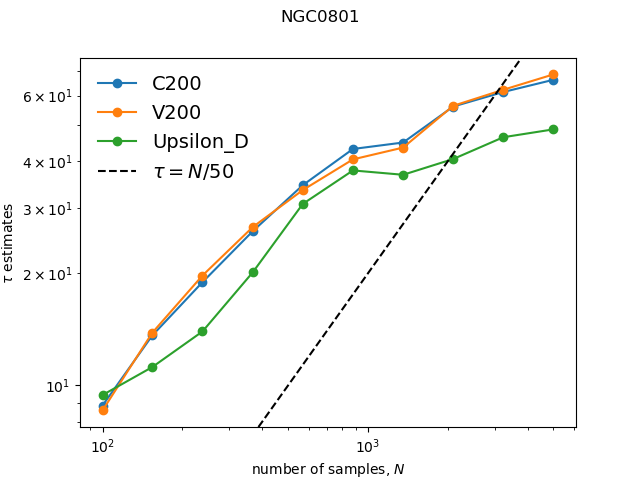 NGC0801
C200
V200
Upsilon_D
τ = N/50
6 × 10¹
4 × 10¹
3 × 10¹
2 × 10¹
10¹
τ estimates
10² 10³
number of samples, N